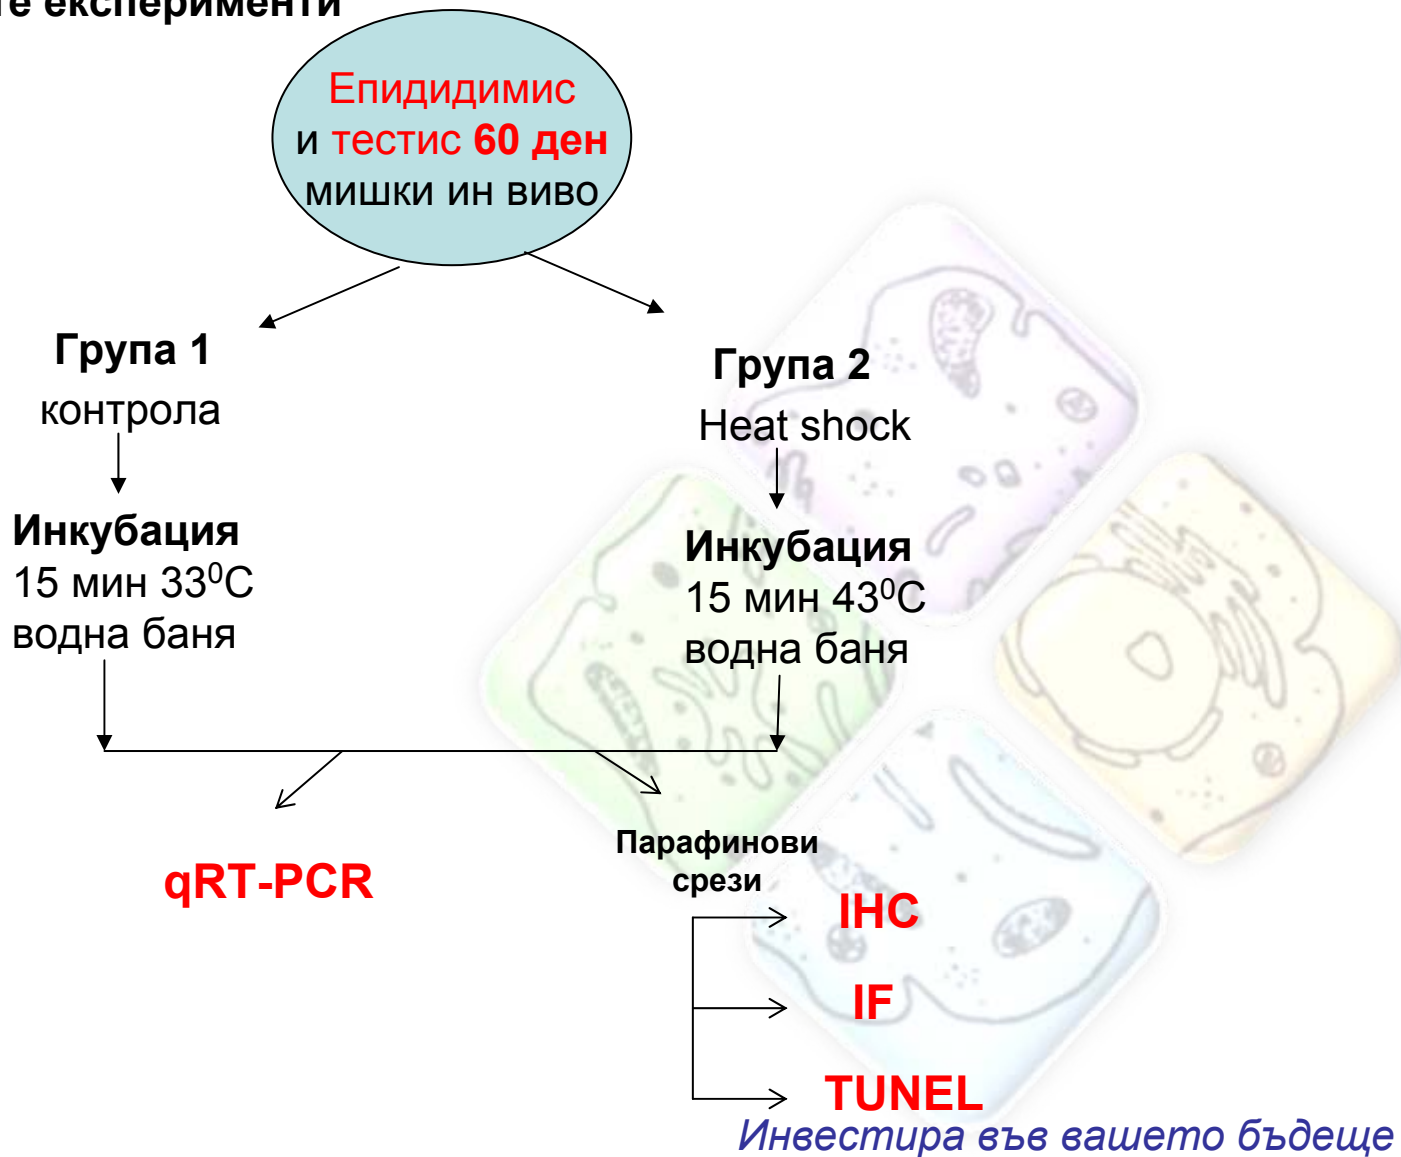 експерименти
Епидидимис
и тестис 60 ден
мишки ин виво
Група 1
контрола
Инкубация
15 мин 33⁰C
водна баня
Група 2
Heat shock
Инкубация
15 мин 43⁰C
водна баня
qRT-PCR
Парафинови
срези
IHC
IF
TUNEL
Инвестира във вашето бъдеще